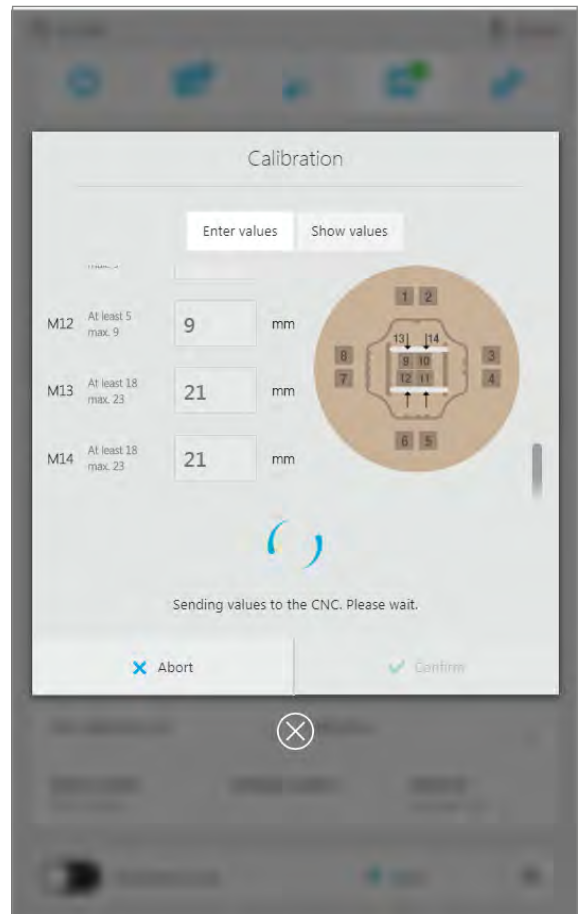 Calibration
Enter values Show values
M12 At least 5 max. 9 9 mm
M13 At least 18 max. 23 21 mm
M14 At least 18 max. 23 21 mm
1 2
13 14
8 9 10 3
7 12 11 4
6 5
Sending values to the CNC. Please wait.
Abort Confirm